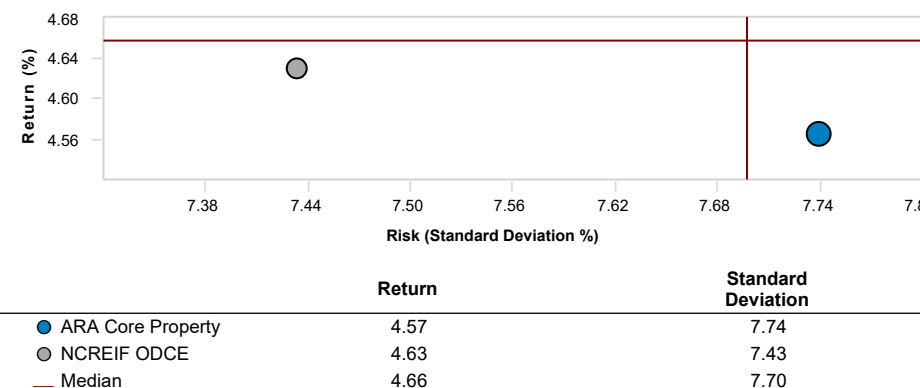 4.68
4.64
4.60
4.56
Return (%)
7.38 7.44 7.50 7.56 7.62 7.68 7.74
Risk (Standard Deviation %)
Return Standard Deviation
ARA Core Property 4.57 7.74
NCREIF ODCE 4.63 7.43
Median 4.66 7.70